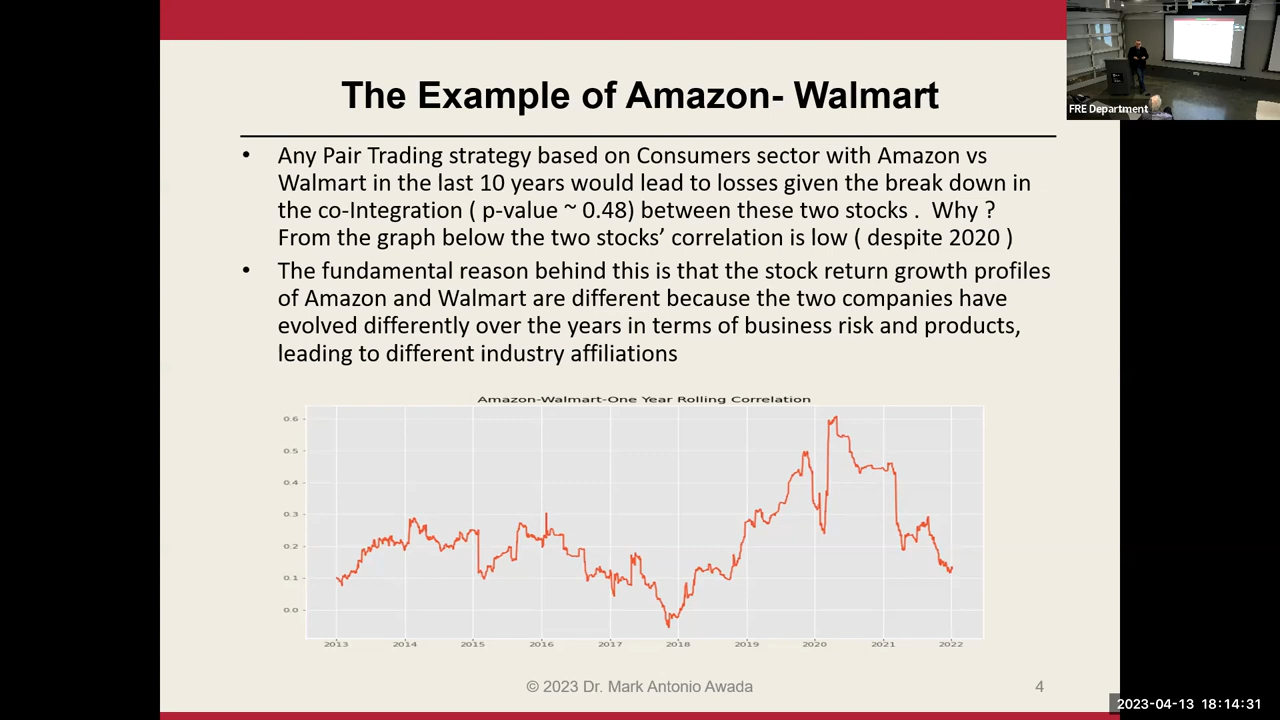 The Example of Amazon- Walmart
FRE Department
• Any Pair Trading strategy based on Consumers sector with Amazon vs
Walmart in the last 10 years would lead to losses given the break down in
the co-Integration ( p-value ~ 0.48) between these two stocks .  Why ?
From the graph below the two stocks’ correlation is low ( despite 2020 )
• The fundamental reason behind this is that the stock return growth profiles
of Amazon and Walmart are different because the two companies have
evolved differently over the years in terms of business risk and products,
leading to different industry affiliations
Amazon-Walmart-One Year Rolling Correlation
0.6
0.5
0.4
0.3
0.2
0.1
0.0
2013 2014 2015 2016 2017 2018 2019 2020 2021 2022
© 2023 Dr. Mark Antonio Awada
4
2023-04-13 18:14:31